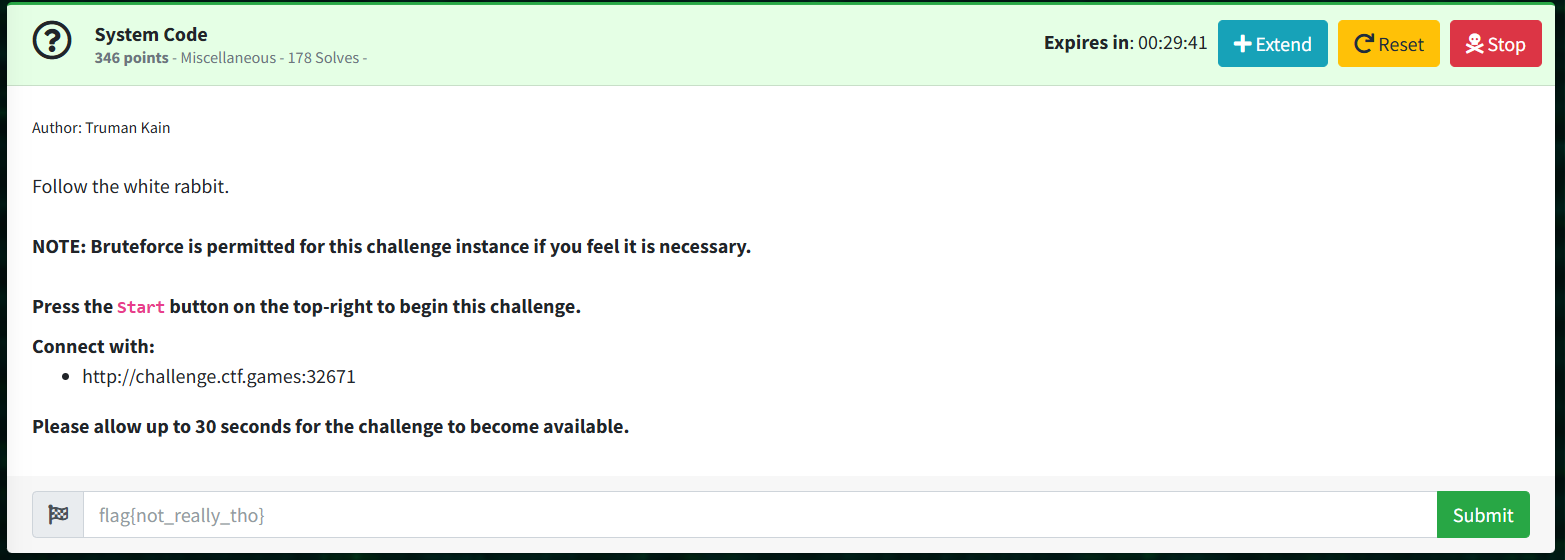 System Code
346 points - Miscellaneous - 178 Solves -
Expires in: 00:29:41
Extend
Reset
Stop
Author: Truman Kain
Follow the white rabbit.
NOTE: Bruteforce is permitted for this challenge instance if you feel it is necessary.
Press the Start button on the top-right to begin this challenge.
Connect with:
• http://challenge.ctf.games:32671
Please allow up to 30 seconds for the challenge to become available.
flag{not_really_tho}
Submit